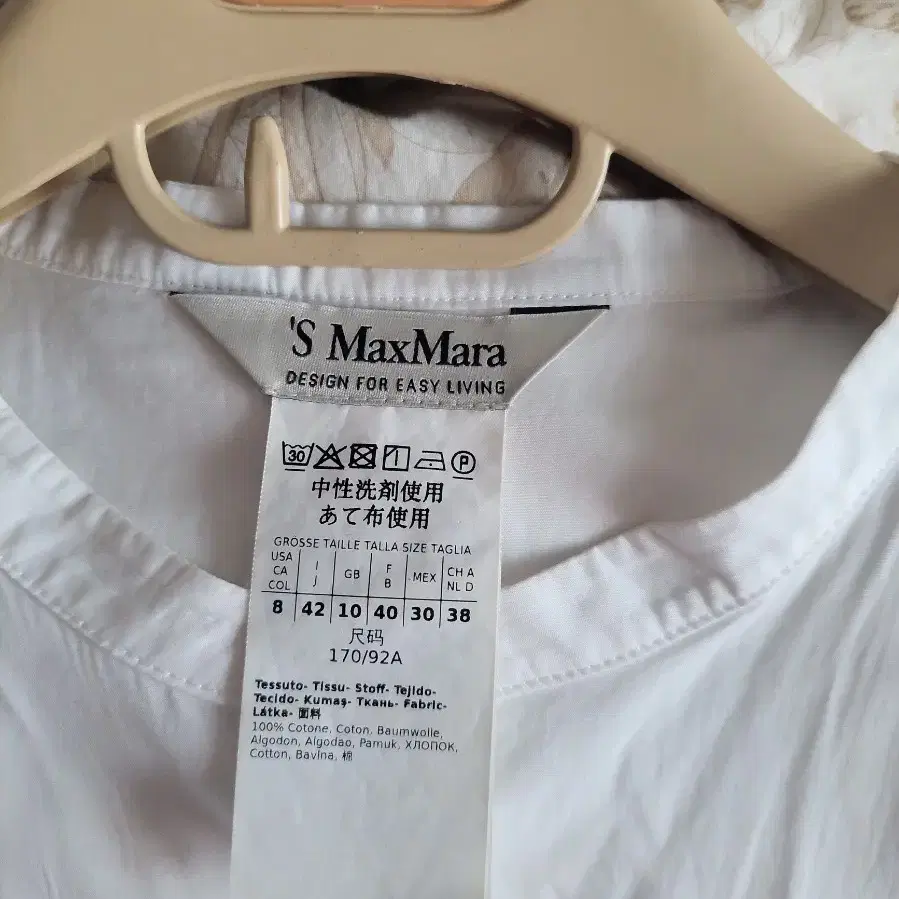 'S MaxMara
DESIGN FOR EASY LIVING
30 P
中性洗剤使用
あて布使用
GRÖSSE TAILLE TALLA SIZE TAGLIA
USA CA COL I J GB F B MEX CH A NL D
8 42 10 40 30 38
尺码
170/92A
Tessuto- Tissu- Stoff- Tejido-
Tecido- Kumaş- Ткань- Fabric-
Látka- 面料
100% Cotone, Coton, Baumwolle,
Algodon, Algodão, Pamuk, ХЛОПОК,
Cotton, Bavlna, 棉